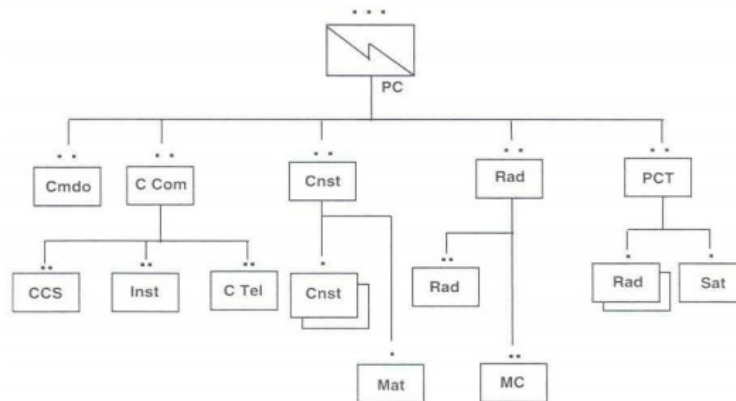 PC
Cmdo
C Com
Cnst
Rad
PCT
CCS
Inst
C Tel
Cnst
Rad
Rad
Sat
Mat
MC